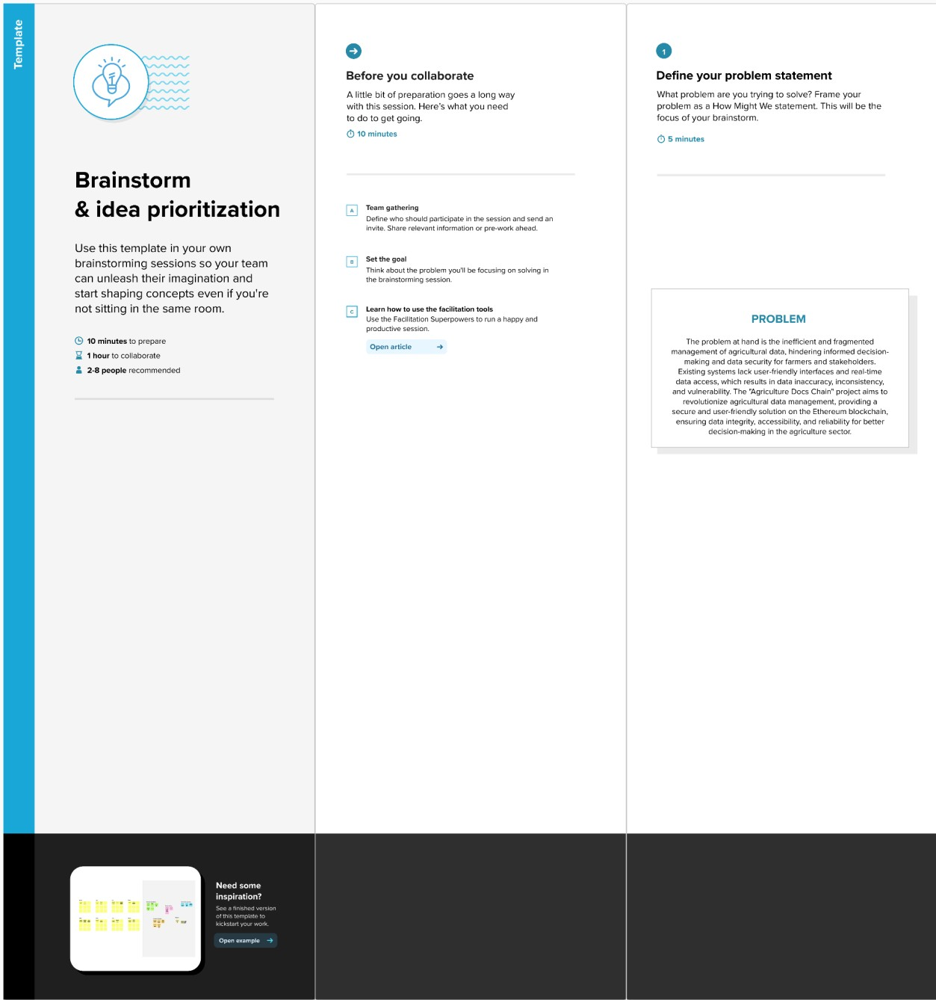 Template
Brainstorm
& idea prioritization
Use this template in your own
brainstorming sessions so your team
can unleash their imagination and
start shaping concepts even if you're
not sitting in the same room.
10 minutes to prepare
1 hour to collaborate
2-8 people recommended
Need some
inspiration?
See a finished version
of this template to
kickstart your work.
Open example
Before you collaborate
A little bit of preparation goes a long way
with this session. Here's what you need
to do to get going.
10 minutes
A
Team gathering
Define who should participate in the session and send an
invite. Share relevant information or pre-work ahead.
B
Set the goal
Think about the problem you'll be focusing on solving in
the brainstorming session.
C
Learn how to use the facilitation tools
Use the Facilitation Superpowers to run a happy and
productive session.
Open article
1
Define your problem statement
What problem are you trying to solve? Frame your
problem as a How Might We statement. This will be the
focus of your brainstorm.
5 minutes
PROBLEM
The problem at hand is the inefficient and fragmented
management of agricultural data, hindering informed decision-
making and data security for farmers and stakeholders.
Existing systems lack user-friendly interfaces and real-time
data access, which results in data inaccuracy, inconsistency,
and vulnerability. The "Agriculture Docs Chain" project aims to
revolutionize agricultural data management, providing a
secure and user-friendly solution on the Ethereum blockchain,
ensuring data integrity, accessibility, and reliability for better
decision-making in the agriculture sector.